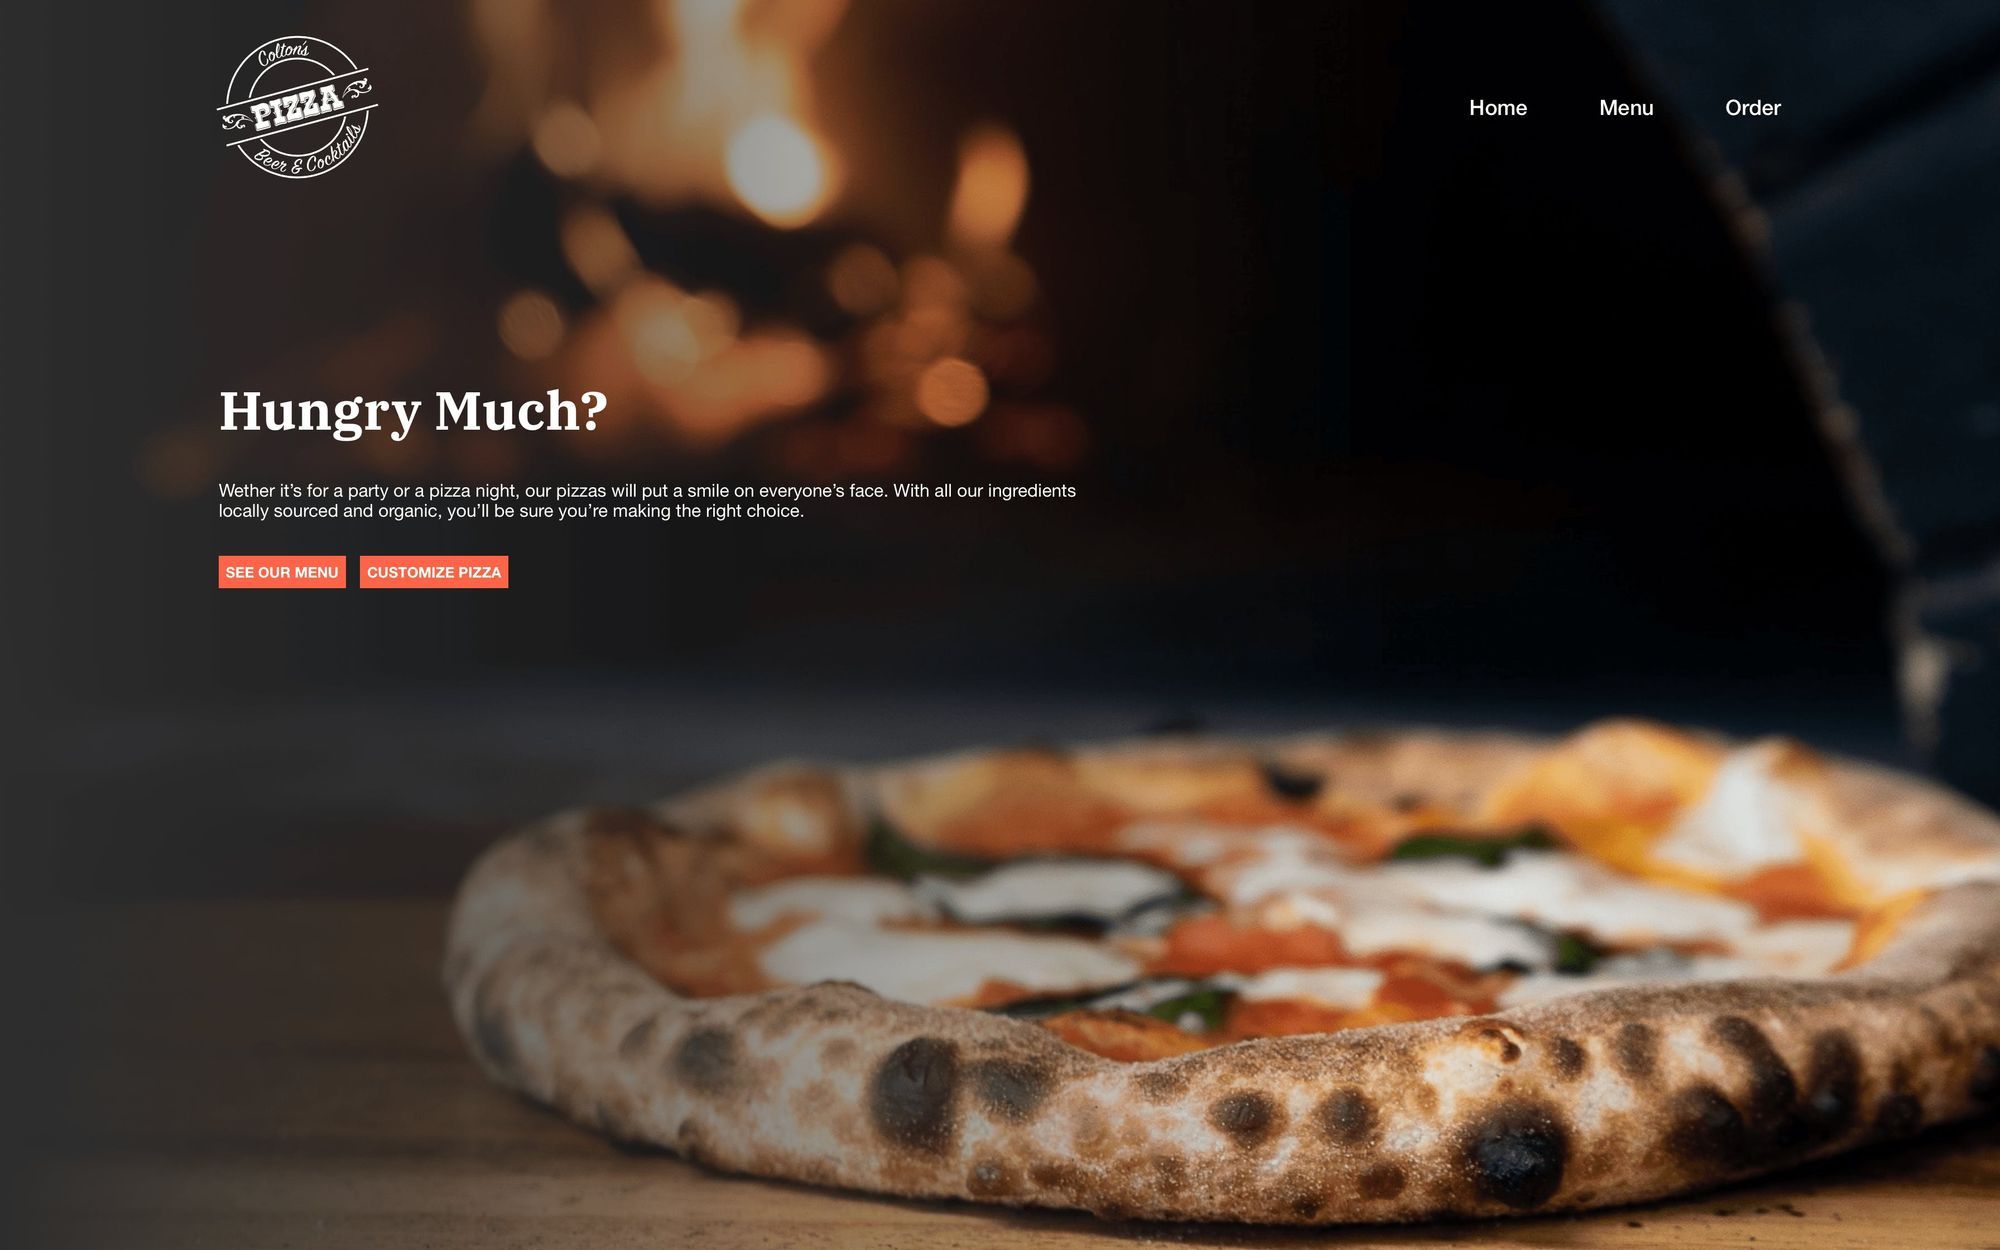 Colton's
PIZZA
Beer & Cocktails
Home
Menu
Order
Hungry Much?
Wether it’s for a party or a pizza night, our pizzas will put a smile on everyone’s face. With all our ingredients
locally sourced and organic, you’ll be sure you’re making the right choice.
SEE OUR MENU
CUSTOMIZE PIZZA